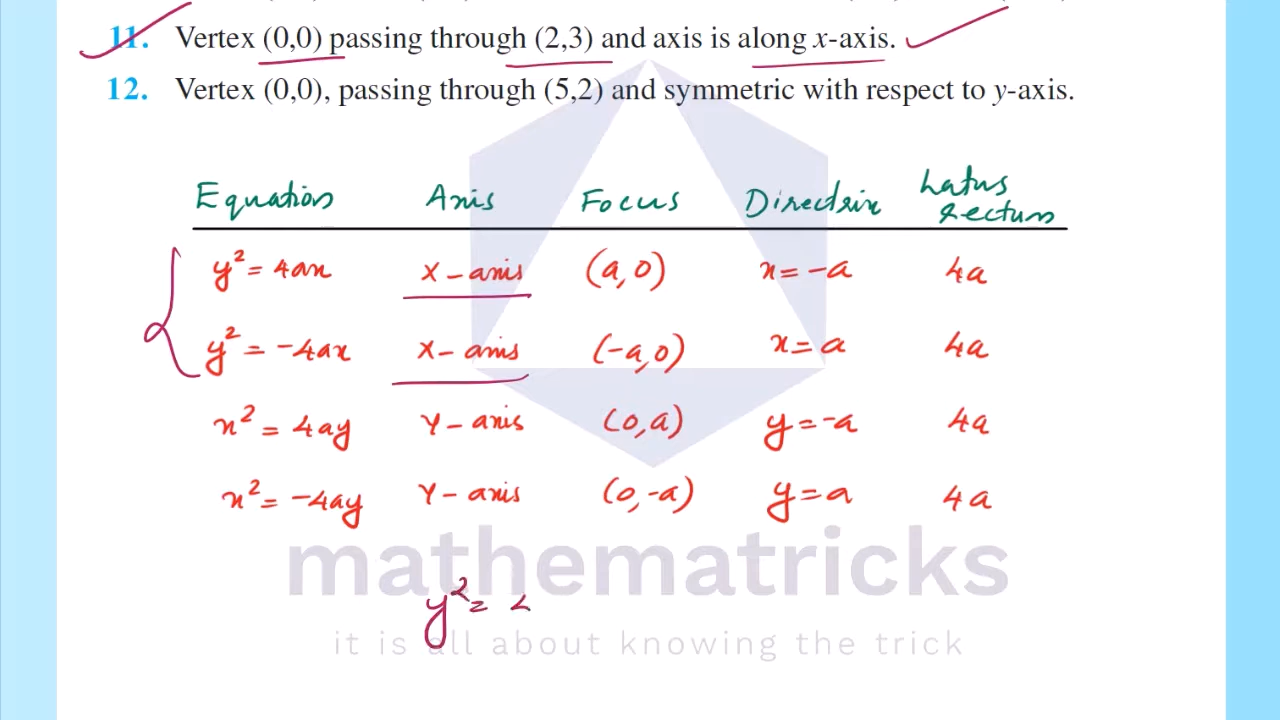 11. Vertex (0,0) passing through (2,3) and axis is along x-axis.
12. Vertex (0,0), passing through (5,2) and symmetric with respect to y-axis.
Equation Axis Focus Directrix Latus Rectum
y² = 4ax X-axis (a,0) x = -a 4a
y² = -4ax X-axis (-a,0) x = a 4a
x² = 4ay Y-axis (0,a) y = -a 4a
x² = -4ay Y-axis (0,-a) y = a 4a
mathematricks
y² =
it is all about knowing the trick